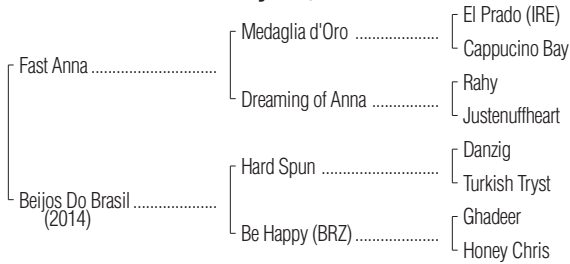 El Prado (IRE)
Medaglia d'Oro ..................
Cappucino Bay
Fast Anna ...........................
Rahy
Dreaming of Anna ..............
Justenuffheart
Danzig
Hard Spun .........................
Turkish Tryst
Beijos Do Brasil ..................
(2014)
Ghadeer
Be Happy (BRZ) .................
Honey Chris